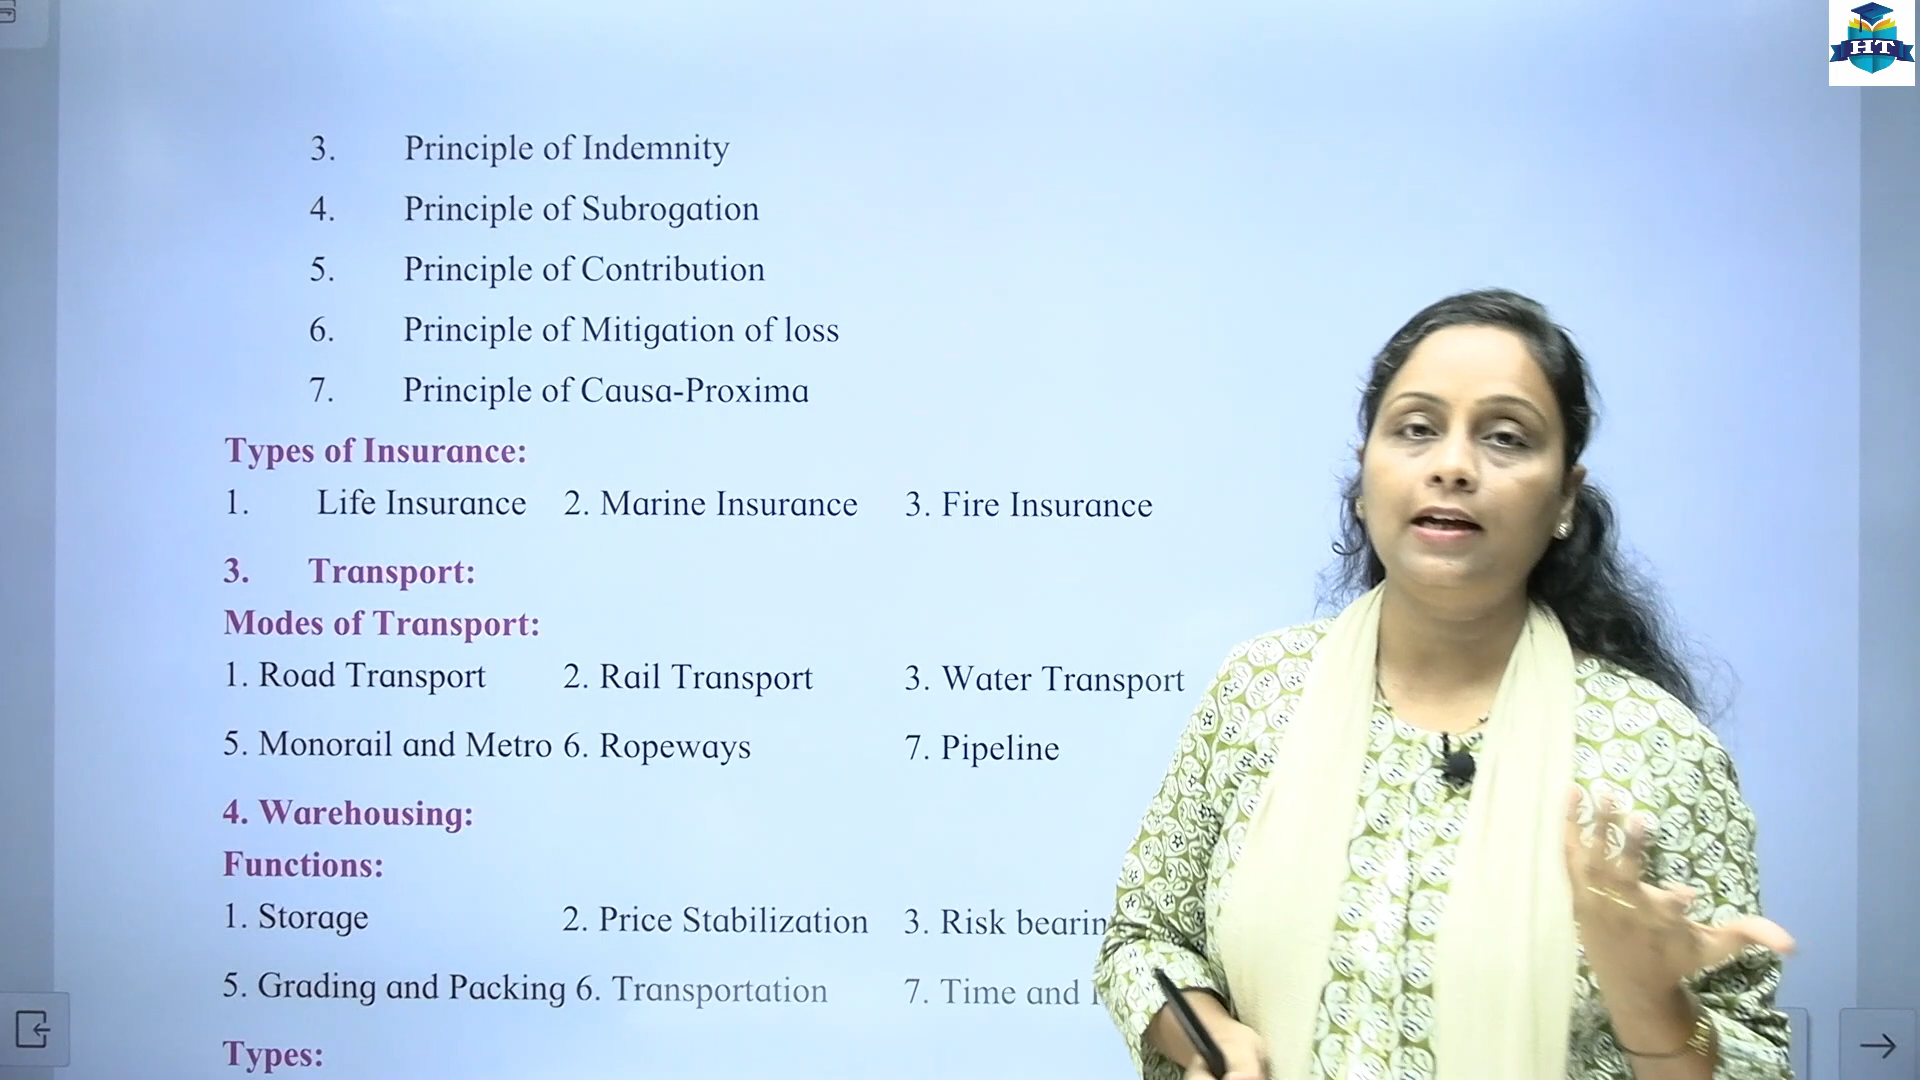 HT
3. Principle of Indemnity
4. Principle of Subrogation
5. Principle of Contribution
6. Principle of Mitigation of loss
7. Principle of Causa-Proxima
Types of Insurance:
1. Life Insurance 2. Marine Insurance 3. Fire Insurance
3. Transport:
Modes of Transport:
1. Road Transport 2. Rail Transport 3. Water Transport
5. Monorail and Metro 6. Ropeways 7. Pipeline
4. Warehousing:
Functions:
1. Storage 2. Price Stabilization 3. Risk
5. Grading and Packing 6. Transportation 7. Time and
Types: